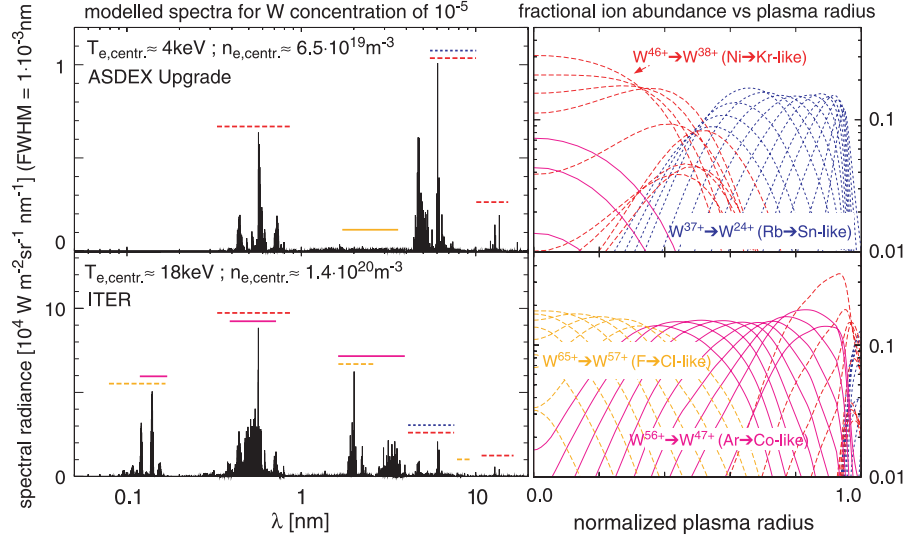 modelled spectra for W concentration of 10⁻⁵
fractional ion abundance vs plasma radius
spectral radiance [10⁴ W m⁻²sr⁻¹ nm⁻¹] (FWHM = 1·10⁻³nm)
T_e,centr.≈ 4keV ; n_e,centr.≈ 6.5·10¹⁹m⁻³
ASDEX Upgrade
1
0
W⁴⁶⁺→W³⁸⁺ (Ni→Kr-like)
W³⁷⁺→W²⁴⁺ (Rb→Sn-like)
0.1
0.01
T_e,centr.≈ 18keV ; n_e,centr.≈ 1.4·10²⁰m⁻³
ITER
10
0
W⁶⁵⁺→W⁵⁷⁺ (F→Cl-like)
W⁵⁶⁺→W⁴⁷⁺ (Ar→Co-like)
0.1
0.01
0.1 1 10
λ [nm]
0.0 1.0
normalized plasma radius